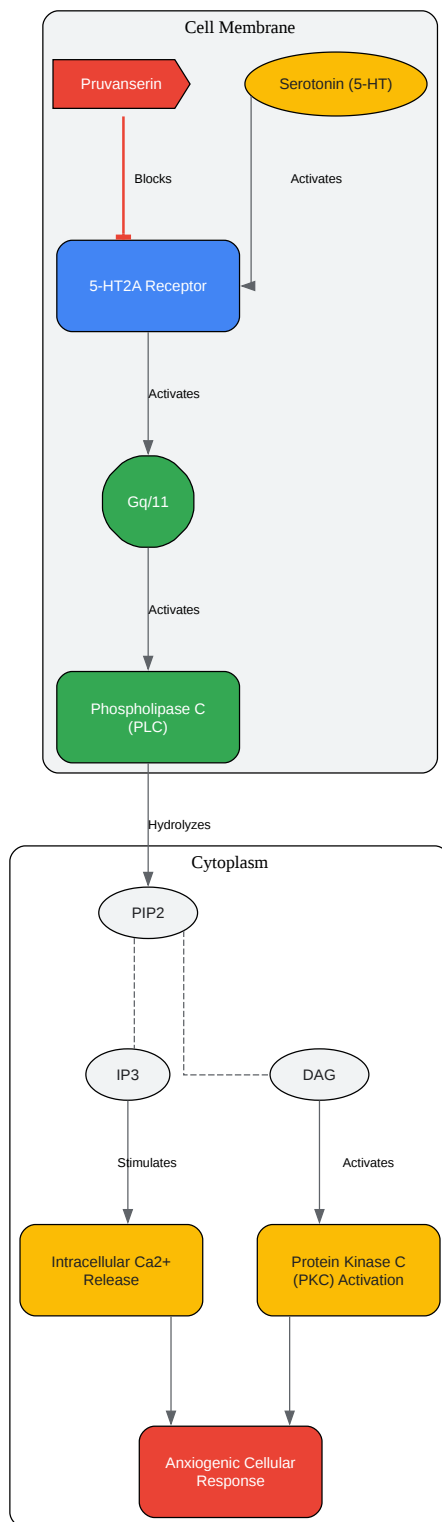 Cell Membrane
Pruvanserin
Serotonin (5-HT)
Blocks
Activates
5-HT2A Receptor
Activates
Gq/11
Activates
Phospholipase C
(PLC)
Hydrolyzes
Cytoplasm
PIP2
IP3
DAG
Stimulates
Activates
Intracellular Ca2+
Release
Protein Kinase C
(PKC) Activation
Anxiogenic Cellular
Response